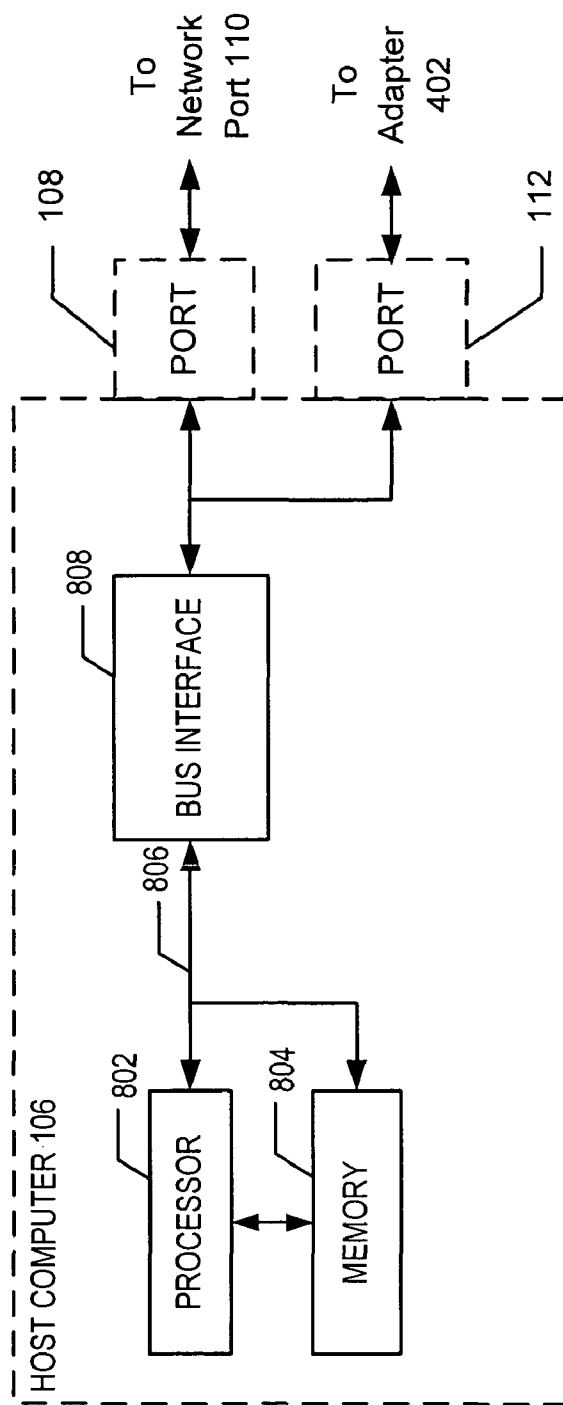 HOST COMPUTER 106
802
PROCESSOR
804
MEMORY
806
808
BUS INTERFACE
108
PORT
To
Network
Port 110
PORT
112
To
Adapter
402